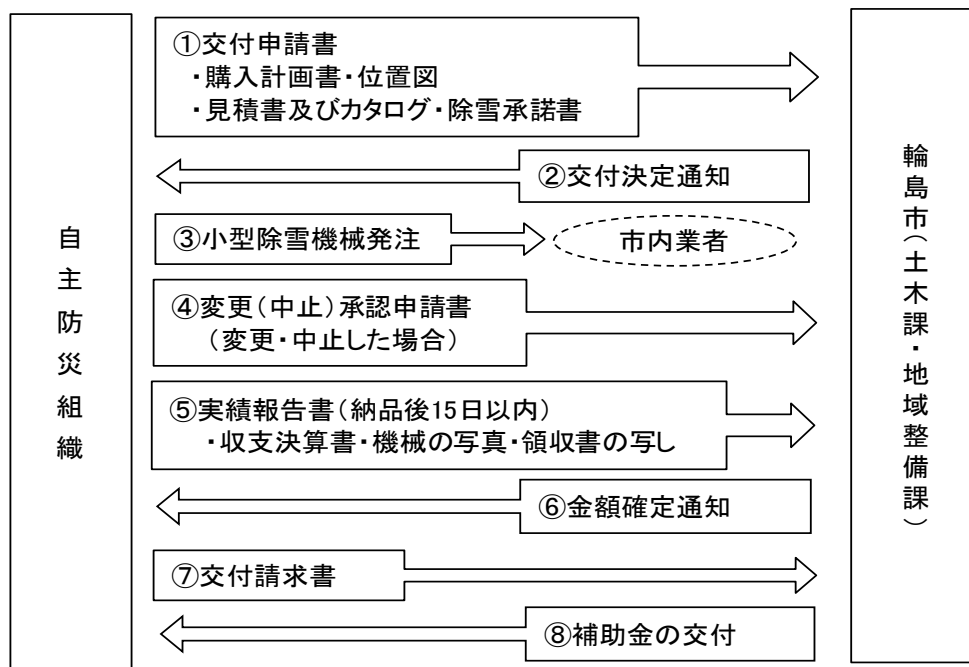 自主防災組織
①交付申請書
・購入計画書・位置図
・見積書及びカタログ・除雪承諾書
②交付決定通知
③小型除雪機械発注
市内業者
④変更（中止）承認申請書
（変更・中止した場合）
⑤実績報告書（納品後15日以内）
・収支決算書・機械の写真・領収書の写し
⑥金額確定通知
⑦交付請求書
⑧補助金の交付
輪島市（土木課・地域整備課）